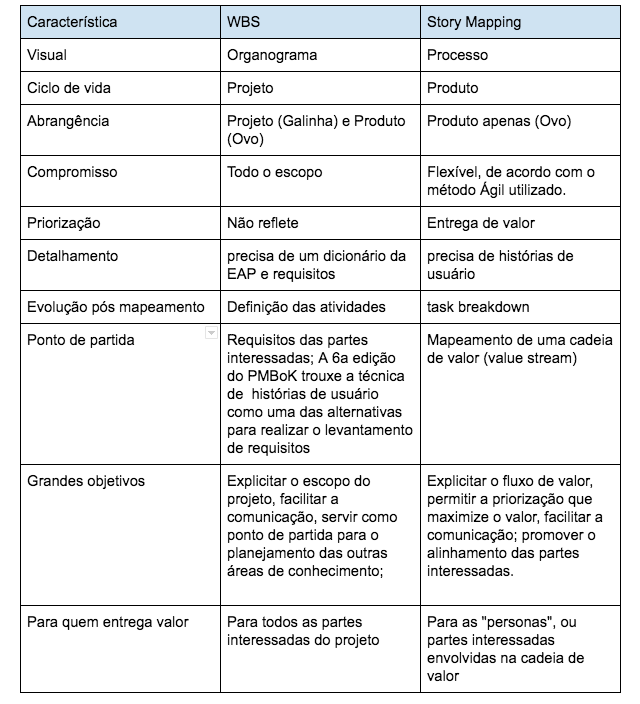 Característica WBS Story Mapping
Visual Organograma Processo
Ciclo de vida Projeto Produto
Abrangência Projeto (Galinha) e Produto Produto apenas (Ovo)
(Ovo)
Compromisso Todo o escopo Flexível, de acordo com o
método Ágil utilizado.
Priorização Não reflete Entrega de valor
Detalhamento precisa de um dicionário da precisa de histórias de
EAP e requisitos usuário
Evolução pós mapeamento Definição das atividades task breakdown
Ponto de partida Requisitos das partes Mapeamento de uma cadeia
interessadas; A 6a edição de valor (value stream)
do PMBoK trouxe a técnica
de histórias de usuário
como uma das alternativas
para realizar o levantamento
de requisitos
Grandes objetivos Explicitar o escopo do Explicitar o fluxo de valor,
projeto, facilitar a permitir a priorização que
comunicação, servir como maximize o valor, facilitar a
ponto de partida para o comunicação; promover o
planejamento das outras alinhamento das partes
áreas de conhecimento; interessadas.
Para quem entrega valor Para todos as partes Para as "personas", ou
interessadas do projeto partes interessadas
envolvidas na cadeia de
valor